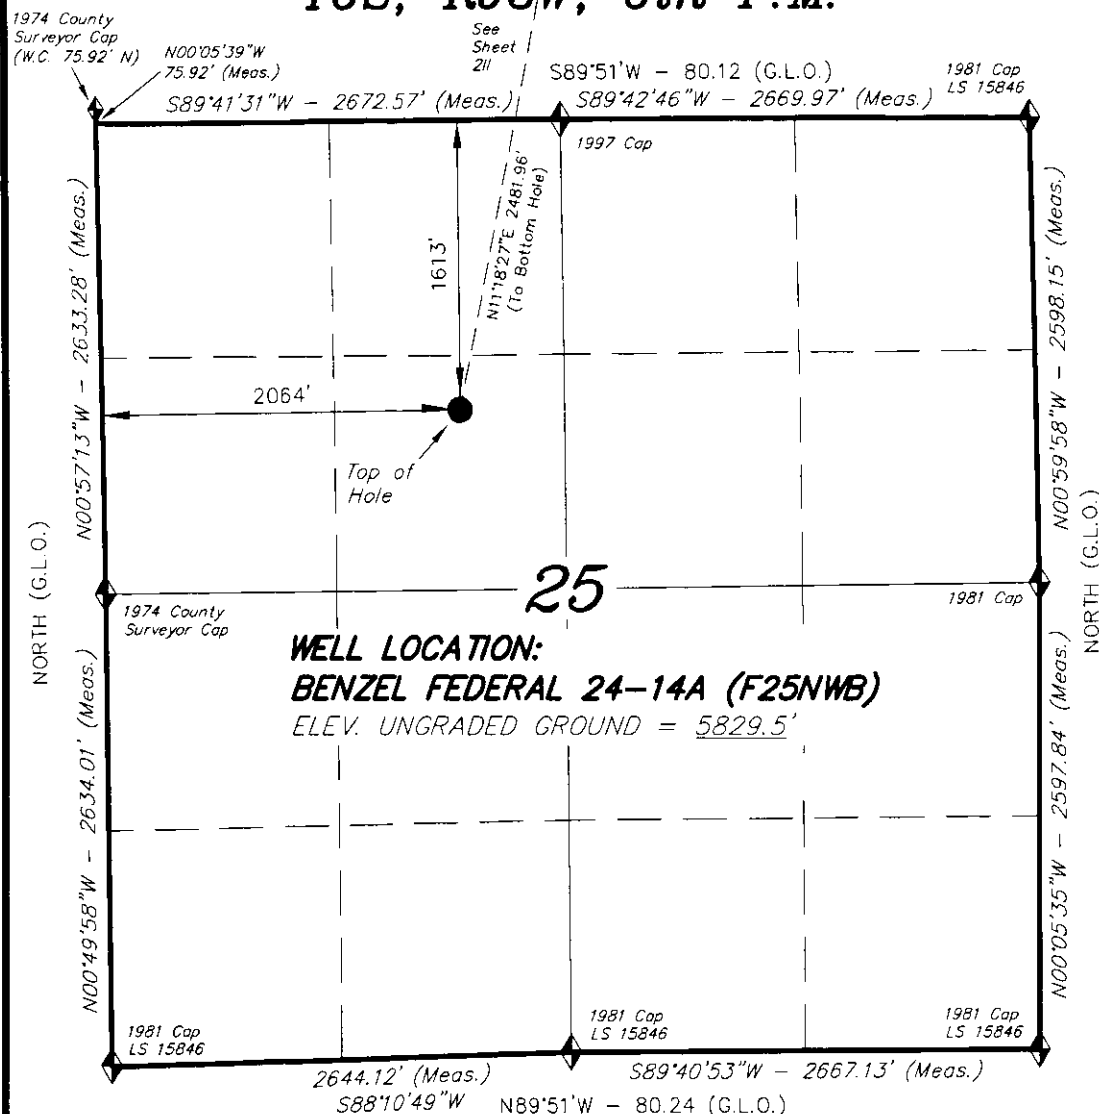 6th P.M.
1974 County
Surveyor Cap
(W.C. 75.92' N)
N00°05'39"W
75.92' (Meas.)
See
Sheet
2II
S89°51'W - 80.12 (G.L.O.)
1981 Cap
LS 15846
S89°41'31"W - 2672.57' (Meas.)
S89°42'46"W - 2669.97' (Meas.)
1997 Cap
N00°57'13"W - 2633.28' (Meas.)
1613'
N11°18'27"E 2481.96'
(To Bottom Hole)
N00°59'58"W - 2598.15' (Meas.)
2064'
Top of
Hole
NORTH (G.L.O.)
NORTH (G.L.O.)
25
1974 County
Surveyor Cap
1981 Cap
WELL LOCATION:
BENZEL FEDERAL 24-14A (F25NWB)
ELEV. UNGRADED GROUND = 5829.5'
N00°49'58"W - 2634.01' (Meas.)
N00°05'35"W - 2597.84' (Meas.)
1981 Cap
LS 15846
1981 Cap
LS 15846
1981 Cap
LS 15846
2644.12' (Meas.)
S88°10'49"W
S89°40'53"W - 2667.13' (Meas.)
N89°51'W - 80.24 (G.L.O.)